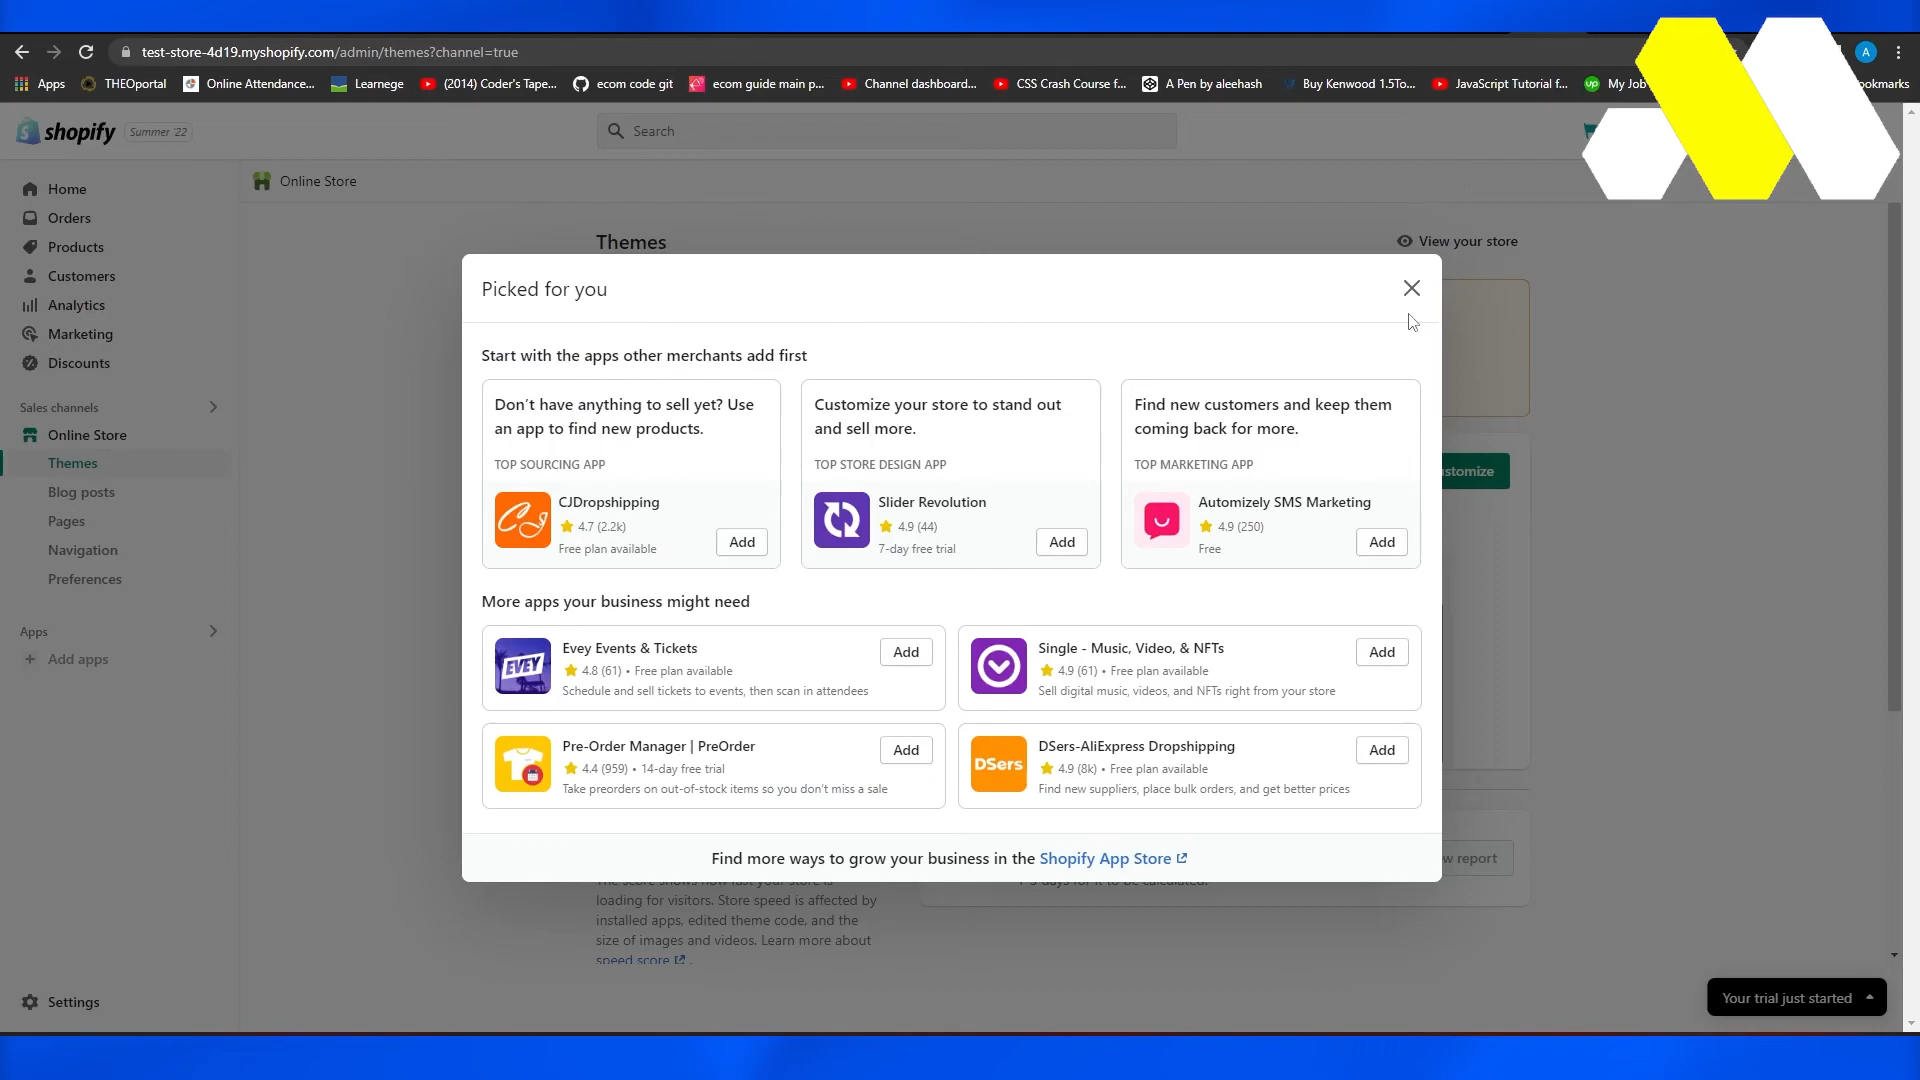 test-store-4d19.myshopify.com/admin/themes?channel=true
A
Apps
THEOportal
Online Attendance...
Learnege
(2014) Coder's Tape...
ecom code git
ecom guide main p...
Channel dashboard...
CSS Crash Course f...
A Pen by aleehash
Buy Kenwood 1.5To...
JavaScript Tutorial f...
up My Job
ookmarks
shopify
Summer '22
Search
Home
Orders
Products
Customers
Analytics
Marketing
Discounts
Sales channels
Online Store
Themes
Blog posts
Pages
Navigation
Preferences
Apps
Add apps
Settings
Online Store
Themes
View your store
Picked for you
Start with the apps other merchants add first
Don't have anything to sell yet? Use
an app to find new products.
TOP SOURCING APP
CJDropshipping
4.7 (2.2k)
Free plan available
Add
Customize your store to stand out
and sell more.
TOP STORE DESIGN APP
Slider Revolution
4.9 (44)
7-day free trial
Add
Find new customers and keep them
coming back for more.
TOP MARKETING APP
Automizely SMS Marketing
4.9 (250)
Free
Add
stomize
More apps your business might need
EVEY
Evey Events & Tickets
4.8 (61) • Free plan available
Schedule and sell tickets to events, then scan in attendees
Add
Single - Music, Video, & NFTs
4.9 (61) • Free plan available
Sell digital music, videos, and NFTs right from your store
Add
Pre-Order Manager | PreOrder
4.4 (959) • 14-day free trial
Take preorders on out-of-stock items so you don't miss a sale
Add
DSers
DSers-AliExpress Dropshipping
4.9 (8k) • Free plan available
Find new suppliers, place bulk orders, and get better prices
Add
Find more ways to grow your business in the Shopify App Store
w report
loading for visitors. Store speed is affected by
installed apps, edited theme code, and the
size of images and videos. Learn more about
speed score .
Your trial just started